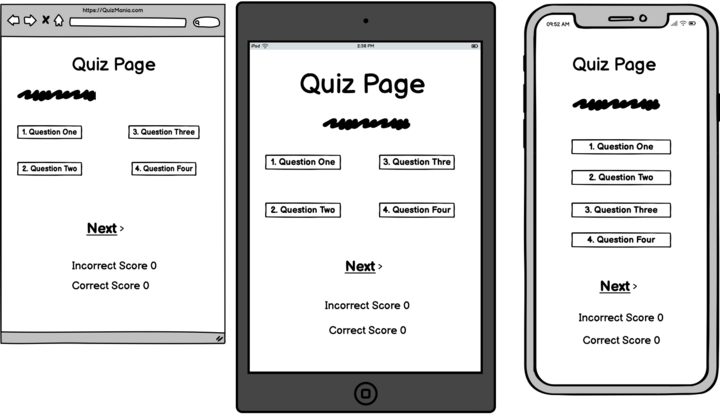 https://QuizMania.com
Quiz Page
1. Question One
3. Question Three
2. Question Two
4. Question Four
Next >
Incorrect Score 0
Correct Score 0
iPad
2:38 PM
Quiz Page
1. Question One
3. Question Thre
2. Question Two
4. Question Four
Next >
Incorrect Score 0
Correct Score 0
09:52 AM
Quiz Page
1. Question One
2. Question Two
3. Question Three
4. Question Four
Next >
Incorrect Score 0
Correct Score 0